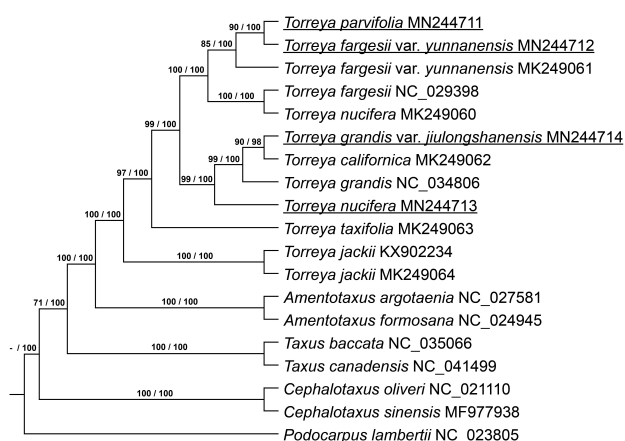 90 / 100
Torreya parvifolia MN244711
85 / 100
Torreya fargesii var. yunnanensis MN244712
100 / 100
Torreya fargesii var. yunnanensis MK249061
100 / 100
Torreya fargesii NC_029398
Torreya nucifera MK249060
99 / 100
90 / 98
Torreya grandis var. jiulongshanensis MN244714
99 / 100
Torreya californica MK249062
97 / 100
99 / 100
Torreya grandis NC_034806
Torreya nucifera MN244713
100 / 100
Torreya taxifolia MK249063
100 / 100
Torreya jackii KX902234
100 / 100
Torreya jackii MK249064
71 / 100
100 / 100
Amentotaxus argotaenia NC_027581
Amentotaxus formosana NC_024945
- / 100
100 / 100
Taxus baccata NC_035066
Taxus canadensis NC_041499
100 / 100
Cephalotaxus oliveri NC_021110
Cephalotaxus sinensis MF977938
Podocarpus lambertii NC_023805